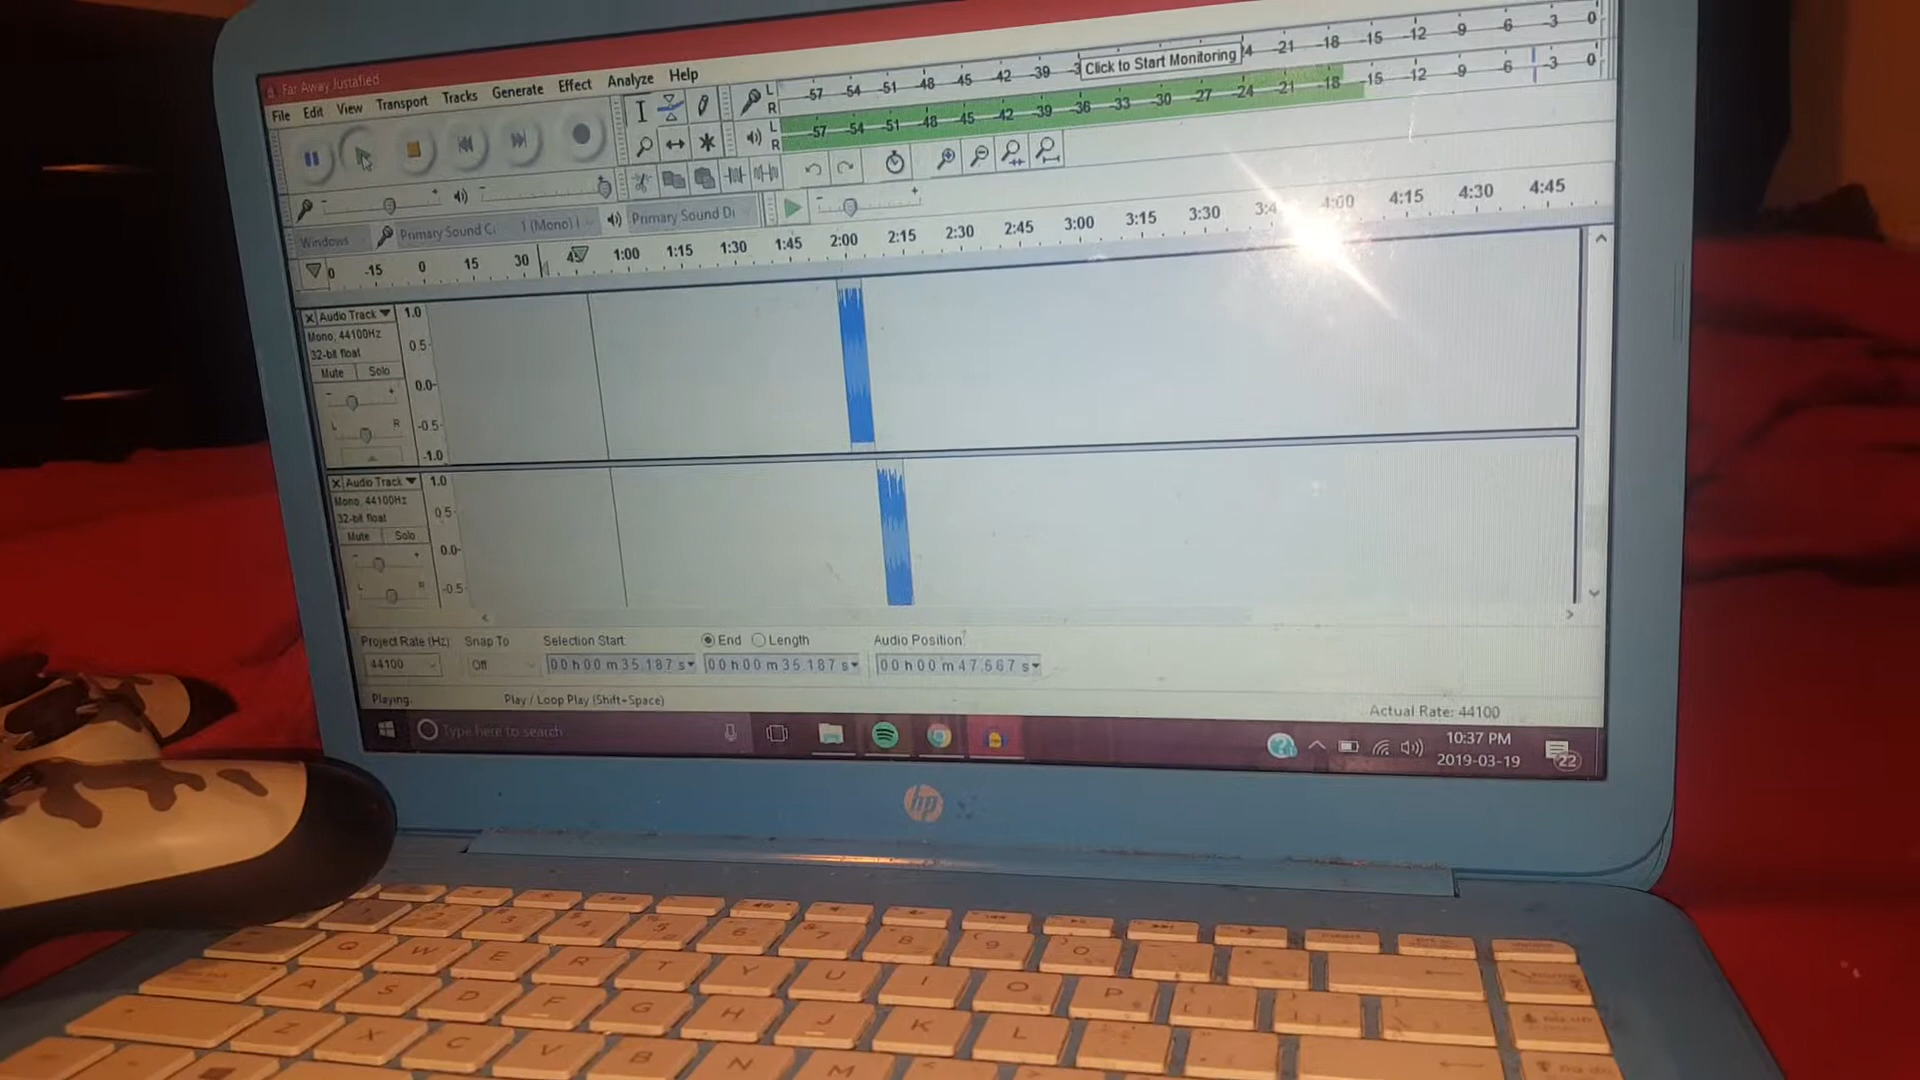 Far Away Justafied
File Edit View Transport Tracks Generate Effect Analyze Help
-57 -54 -51 -48 -45 -42 -39 Click to Start Monitoring -21 -18 -15 -12 -9 -6 -3 0
L
R
-57 -54 -51 -48 -45 -42 -39 -36 -33 -30 -27 -24 -21 -18 -15 -12 -9 -6 -3 0
L
R
Windows Primary Sound 1 (Mono) Primary Sound
-15 0 15 30 45 1:00 1:15 1:30 1:45 2:00 2:15 2:30 2:45 3:00 3:15 3:30 4:00 4:15 4:30 4:45
X Audio Track 1.0
Mono, 44100Hz
32-bit float 0.5
Mute Solo
0.0
L R -0.5
-1.0
X Audio Track 1.0
Mono, 44100Hz
32-bit float 0.5
Mute Solo
0.0
L R -0.5
Project Rate (Hz) Snap To Selection Start End Length Audio Position
44100 Off 00 h 00 m 35.187 s 00 h 00 m 35.187 s 00 h 00 m 47.667 s
Playing. Play / Loop Play (Shift+Space) Actual Rate: 44100
Type here to search
10:37 PM
2019-03-19
22
hp
1 2 3 4 5 6 7 8 9 0
Q W E R T Y U I O P
A S D F G H J K L
Z X C V B N M